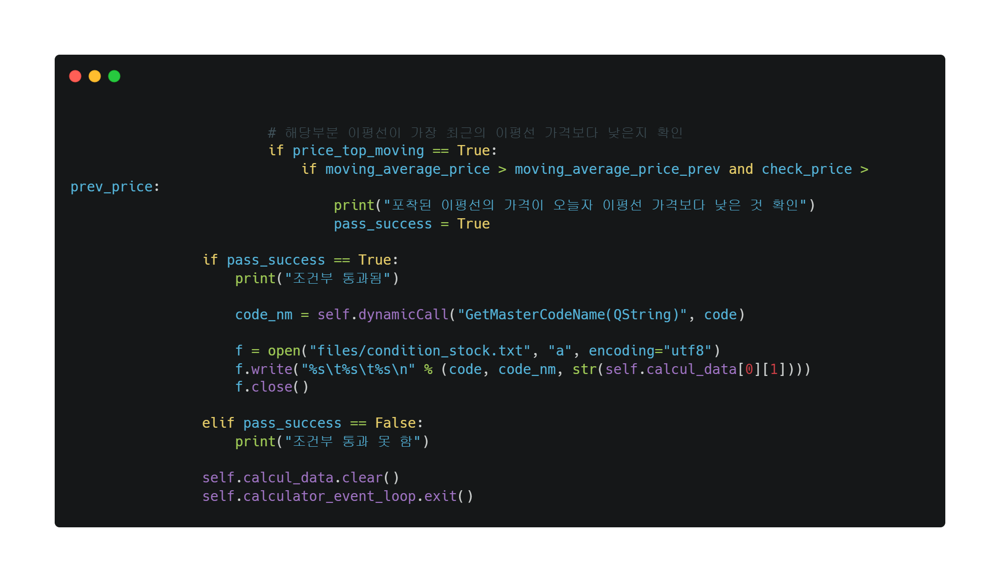 # 해당부분 이평선이 가장 최근의 이평선 가격보다 낮은지 확인
if price_top_moving == True:
if moving_average_price > moving_average_price_prev and check_price >
prev_price:
print("포착된 이평선의 가격이 오늘자 이평선 가격보다 낮은 것 확인")
pass_success = True
if pass_success == True:
print("조건부 통과됨")
code_nm = self.dynamicCall("GetMasterCodeName(QString)", code)
f = open("files/condition_stock.txt", "a", encoding="utf8")
f.write("%s\t%s\t%s\n" % (code, code_nm, str(self.calcul_data[0][1])))
f.close()
elif pass_success == False:
print("조건부 통과 못 함")
self.calcul_data.clear()
self.calculator_event_loop.exit()